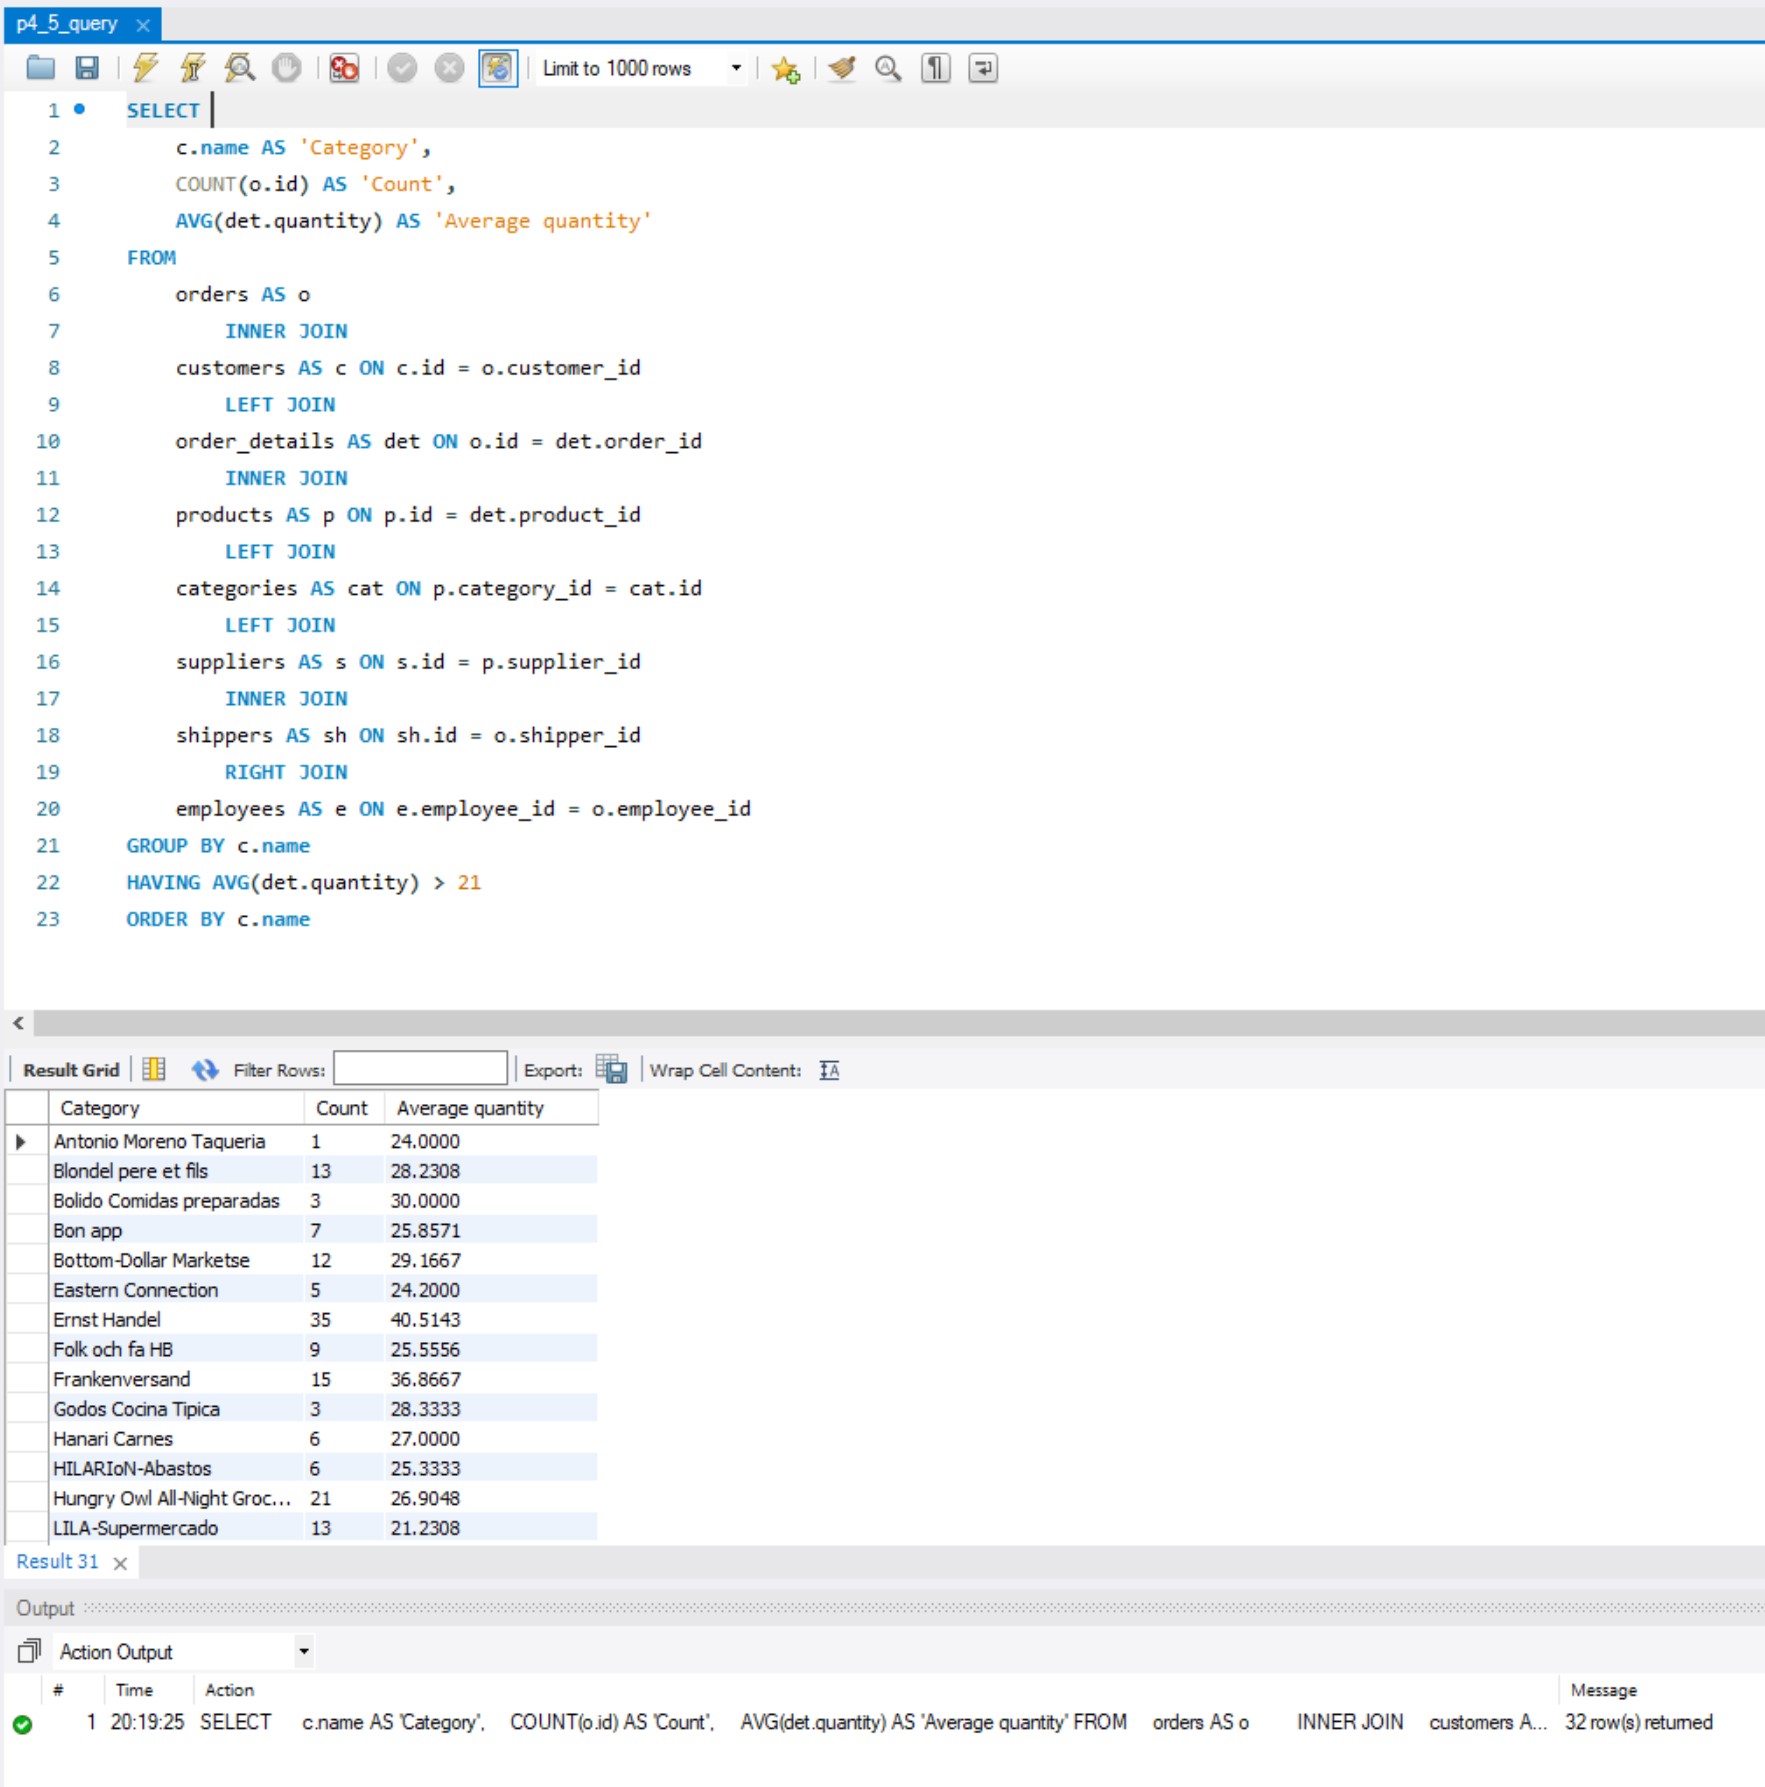 p4_5_query
Limit to 1000 rows
1 SELECT
2 c.name AS 'Category',
3 COUNT(o.id) AS 'Count',
4 AVG(det.quantity) AS 'Average quantity'
5 FROM
6 orders AS o
7 INNER JOIN
8 customers AS c ON c.id = o.customer_id
9 LEFT JOIN
10 order_details AS det ON o.id = det.order_id
11 INNER JOIN
12 products AS p ON p.id = det.product_id
13 LEFT JOIN
14 categories AS cat ON p.category_id = cat.id
15 LEFT JOIN
16 suppliers AS s ON s.id = p.supplier_id
17 INNER JOIN
18 shippers AS sh ON sh.id = o.shipper_id
19 RIGHT JOIN
20 employees AS e ON e.employee_id = o.employee_id
21 GROUP BY c.name
22 HAVING AVG(det.quantity) > 21
23 ORDER BY c.name
Result Grid Filter Rows: Export: Wrap Cell Content:
Category Count Average quantity
Antonio Moreno Taqueria 1 24.0000
Blondel pere et fils 13 28.2308
Bolido Comidas preparadas 3 30.0000
Bon app 7 25.8571
Bottom-Dollar Marketse 12 29.1667
Eastern Connection 5 24.2000
Ernst Handel 35 40.5143
Folk och fa HB 9 25.5556
Frankenversand 15 36.8667
Godos Cocina Tipica 3 28.3333
Hanari Carnes 6 27.0000
HILARIoN-Abastos 6 25.3333
Hungry Owl All-Night Groc... 21 26.9048
LILA-Supermercado 13 21.2308
Result 31
Output
Action Output
# Time Action Message
1 20:19:25 SELECT c.name AS 'Category', COUNT(o.id) AS 'Count', AVG(det.quantity) AS 'Average quantity' FROM orders AS o INNER JOIN customers A... 32 row(s) returned